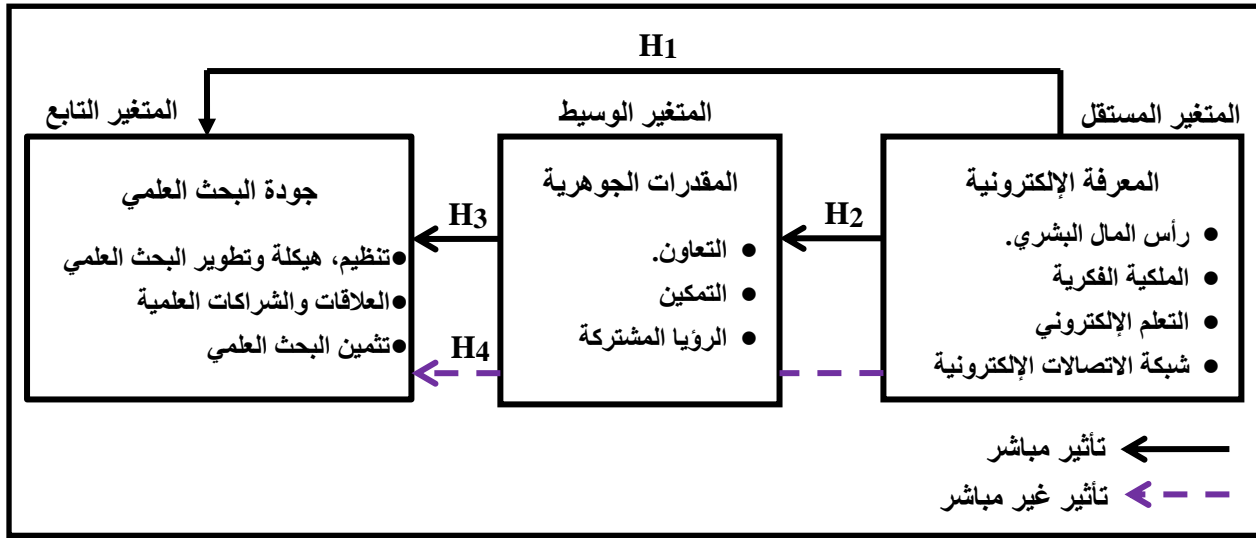 H1
المتغير المستقل
المتغير الوسيط
المتغير التابع
المعرفة الإلكترونية
● رأس المال البشري.
● الملكية الفكرية
● التعلم الإلكتروني
● شبكة الاتصالات الإلكترونية
H2
المقدرات الجوهرية
● التعاون.
● التمكين
● الرؤيا المشتركة
H3
H4
جودة البحث العلمي
●تنظيم، هيكلة وتطوير البحث العلمي
●العلاقات والشراكات العلمية
●تثمين البحث العلمي
تأثير مباشر
تأثير غير مباشر